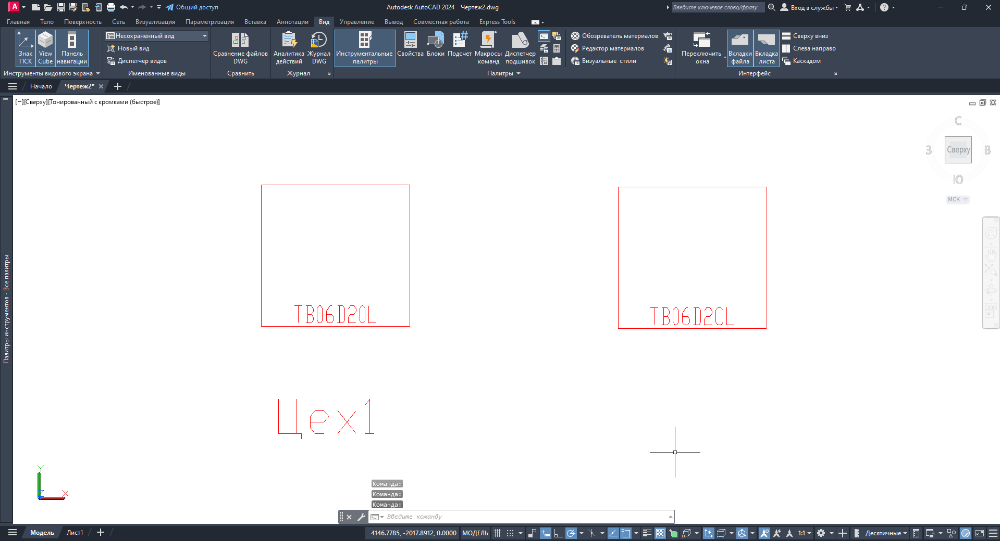 Общий доступ
Autodesk AutoCAD 2024 Чертеж2.dwg
Введите ключевое слово/фразу
Вход в службы
Главная Тело Поверхность Сеть Визуализация Параметризация Вставка Аннотации Вид Управление Вывод Совместная работа Express Tools
Знак ПСК
View Cube
Панель навигации
Инструменты видового экрана
Несохраненный вид
Новый вид
Диспетчер видов
Именованные виды
Сравнение файлов DWG
Сравнить
Аналитика действий
Журнал DWG
Журнал
Инструментальные палитры
Свойства
Блоки
Подсчет
Макросы команд
Диспетчер подшивок
Обозреватель материалов
Редактор материалов
Визуальные стили
Палитры
Переключить окна
Вкладки файла
Вкладка листа
Сверху вниз
Слева направо
Каскадом
Интерфейс
Начало
Чертеж2*
[−][Сверху][Тонированный с кромками (быстрое)]
С
З
Сверху
В
Ю
МСК
Палитры инструментов - Все палитры
TB06D20L
TB06D2CL
Цех1
Y
Z
X
Команда:
Команда:
Команда:
Введите команду
Модель
Лист1
4146.7785, -2017.8912, 0.0000
МОДЕЛЬ
1:1
Десятичные